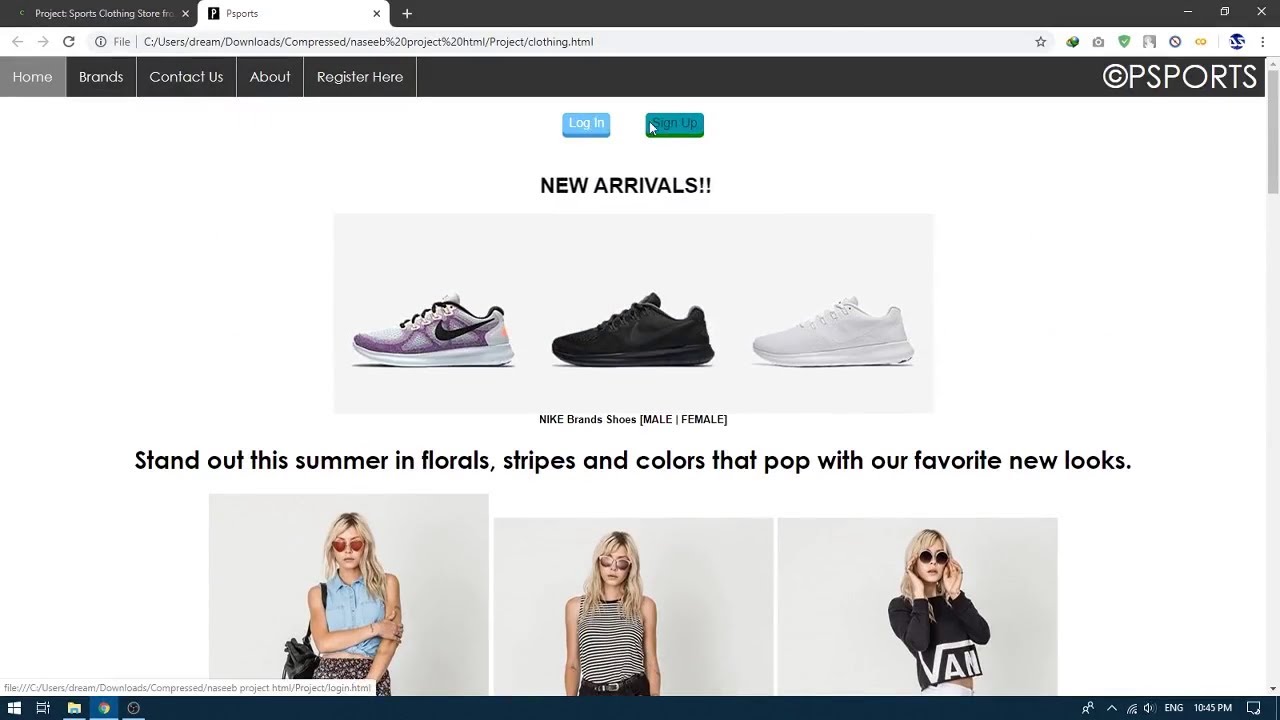 Project: Sports Clothing Store fro
Psports
File
C:/Users/dream/Downloads/Compressed/naseeb%20project%20html/Project/clothing.html
Home
Brands
Contact Us
About
Register Here
©PSPORTS
Log In
Sign Up
NEW ARRIVALS!!
NIKE Brands Shoes [MALE | FEMALE]
Stand out this summer in florals, stripes and colors that pop with our favorite new looks.
VAN
file:///C:/Users/dream/Downloads/Compressed/naseeb project html/Project/login.html
ENG
10:45 PM